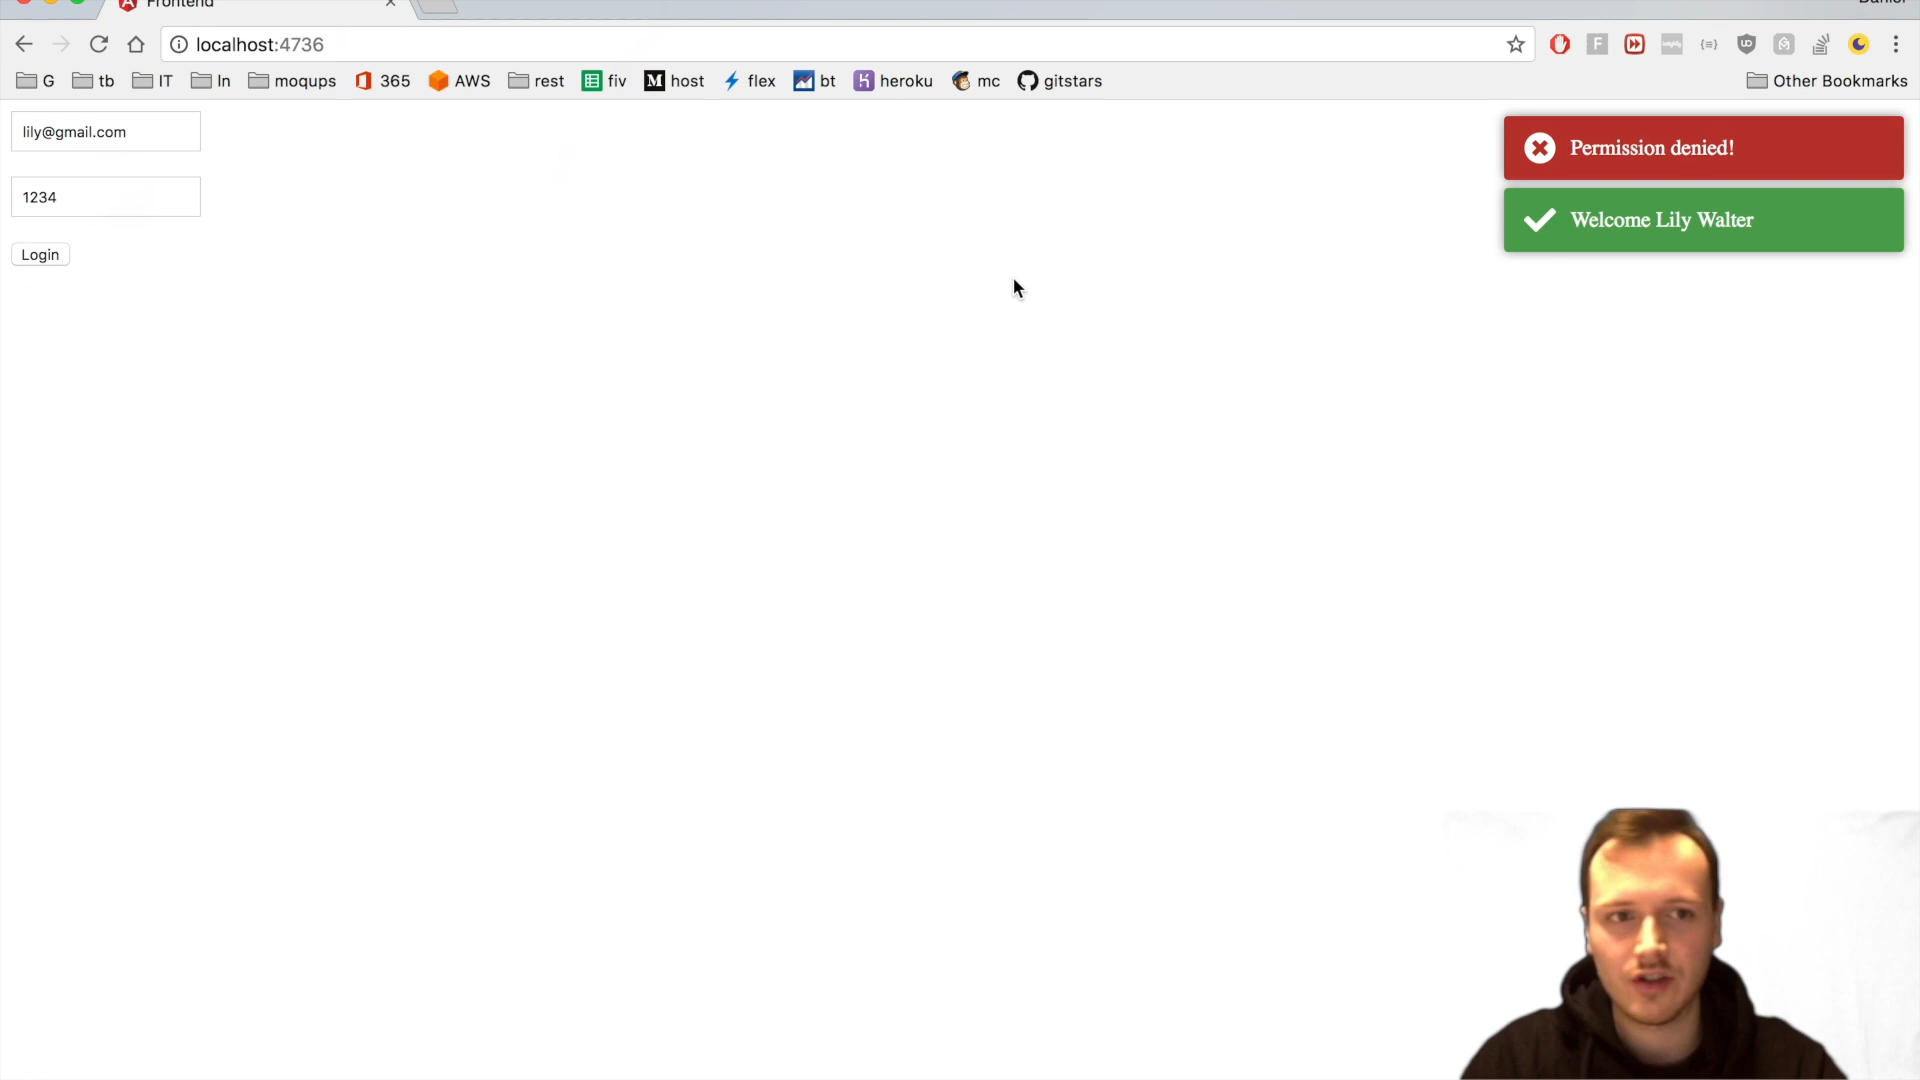 Frontend
localhost:4736
G tb IT In moqups 365 AWS rest fiv host flex bt heroku mc gitstars Other Bookmarks
lily@gmail.com
1234
Login
Permission denied!
Welcome Lily Walter